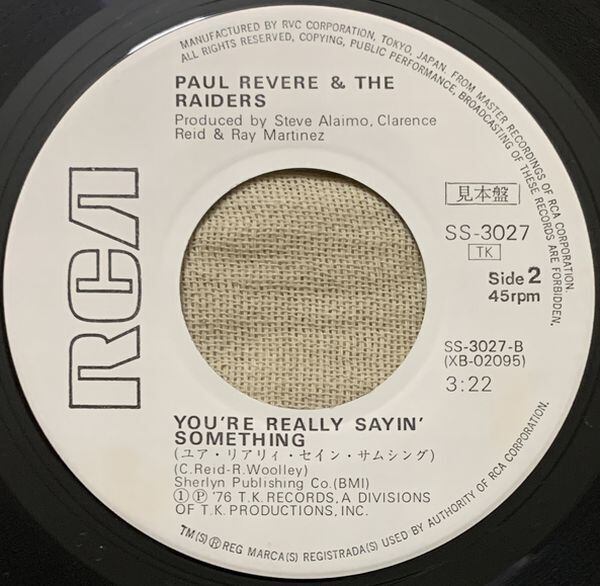 MANUFACTURED BY RVC CORPORATION, TOKYO, JAPAN. FROM MASTER RECORDINGS OF RCA CORPORATION.
ALL RIGHTS RESERVED, COPYING, PUBLIC PERFORMANCE, BROADCASTING OF THESE RECORDS ARE FORBIDDEN.
PAUL REVERE & THE
RAIDERS
Produced by Steve Alaimo, Clarence
Reid & Ray Martinez
RCA
見本盤
SS-3027
TK
Side 2
45rpm
SS-3027-B
(XB-02095)
3:22
YOU'RE REALLY SAYIN'
SOMETHING
(ユア・リアリィ・セイン・サムシング)
(C.Reid-R.Woolley)
Sherlyn Publishing Co.(BMI)
① Ⓟ '76 T.K. RECORDS, A DIVISIONS
OF T.K. PRODUCTIONS, INC.
TM(S) ® REG MARCA(S) REGISTRADA(S) USED BY AUTHORITY OF RCA CORPORATION.